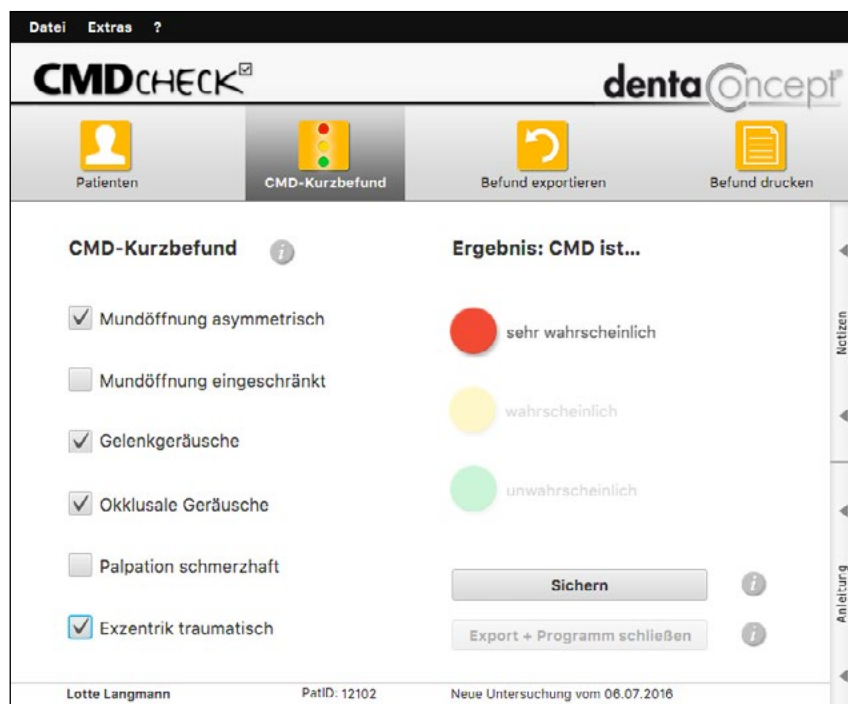 Datei Extras ?
CMDCHECK
dentaConcept®
Patienten
CMD-Kurzbefund
Befund exportieren
Befund drucken
CMD-Kurzbefund i
Mundöffnung asymmetrisch
Mundöffnung eingeschränkt
Gelenkgeräusche
Okklusale Geräusche
Palpation schmerzhaft
Exzentrik traumatisch
Ergebnis: CMD ist...
sehr wahrscheinlich
wahrscheinlich
unwahrscheinlich
Sichern i
Export + Programm schließen i
Notizen
Anleitung
Lotte Langmann PatID: 12102 Neue Untersuchung vom 06.07.2016